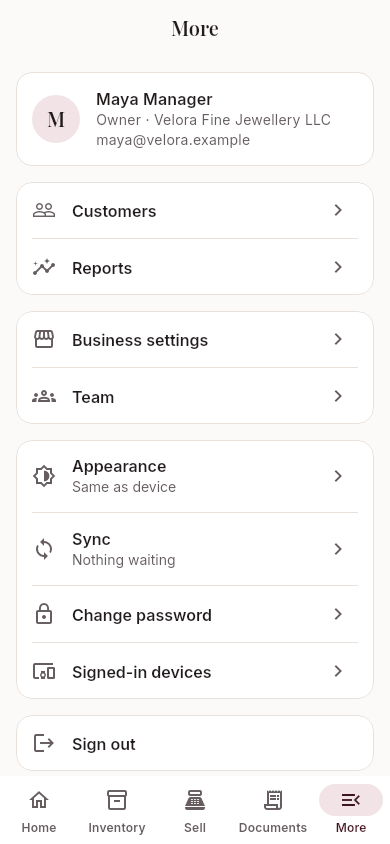 More
M
Maya Manager
Owner · Velora Fine Jewellery LLC
maya@velora.example
Customers
Reports
Business settings
Team
Appearance
Same as device
Sync
Nothing waiting
Change password
Signed-in devices
Sign out
Home Inventory Sell Documents More